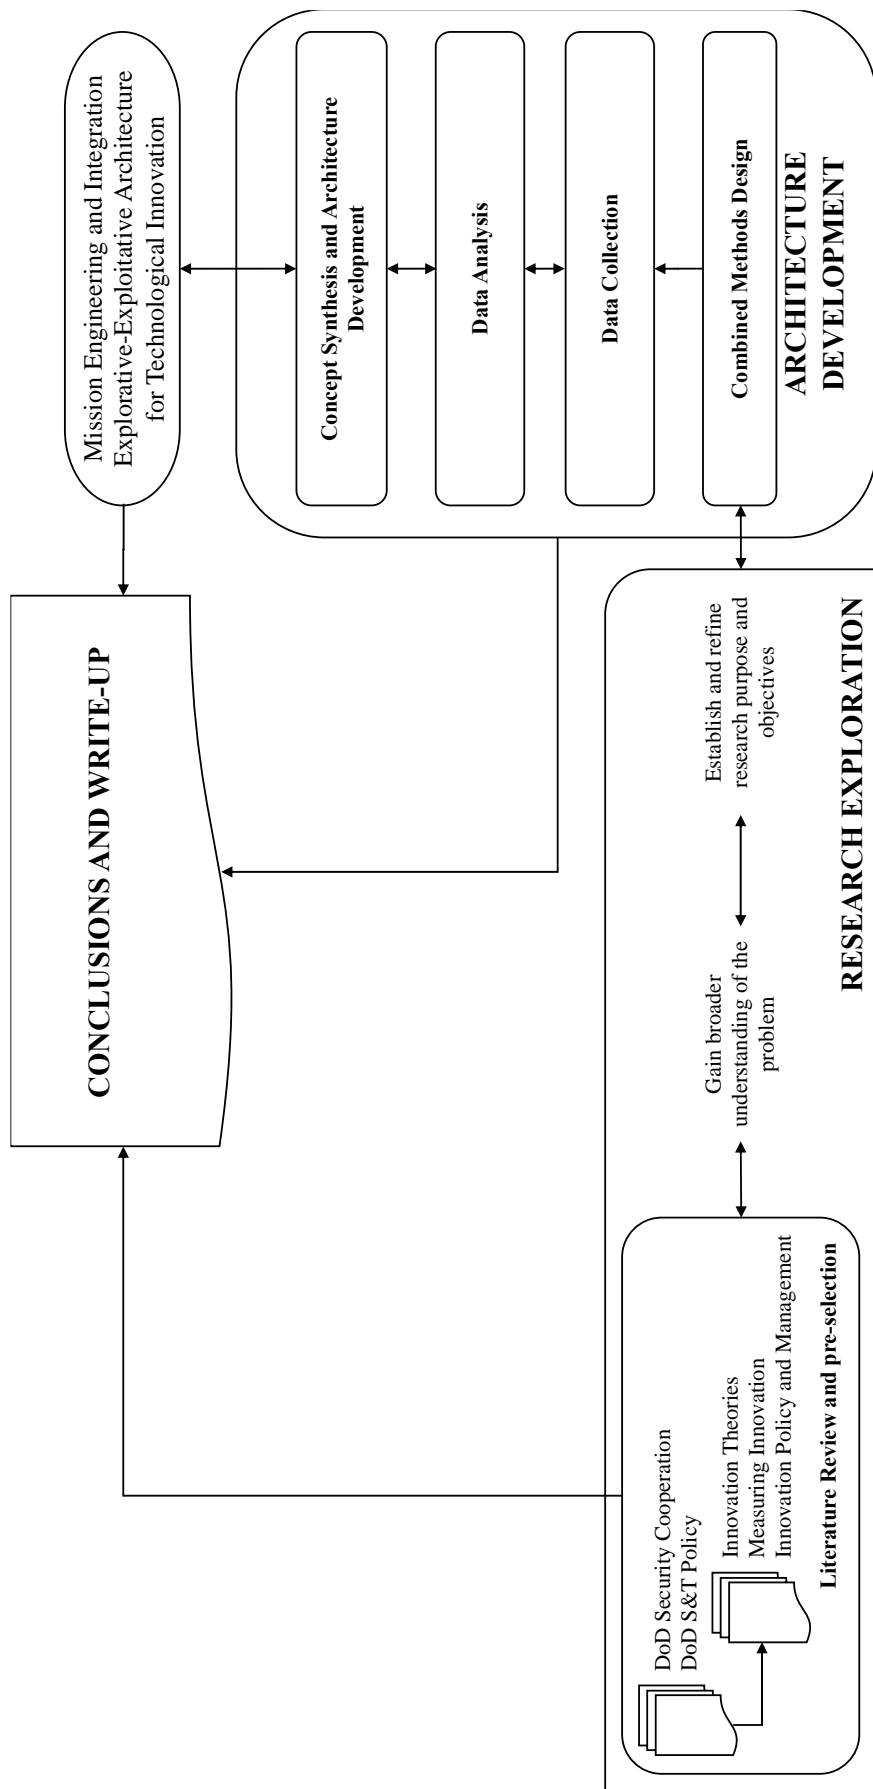 CONCLUSIONS AND WRITE-UP
Mission Engineering and Integration
Explorative-Exploitative Architecture
for Technological Innovation
Concept Synthesis and Architecture
Development
Data Analysis
Data Collection
Combined Methods Design
ARCHITECTURE
DEVELOPMENT
DoD Security Cooperation
DoD S&T Policy
Innovation Theories
Measuring Innovation
Innovation Policy and Management
Literature Review and pre-selection
Gain broader
understanding of the
problem
Establish and refine
research purpose and
objectives
RESEARCH EXPLORATION